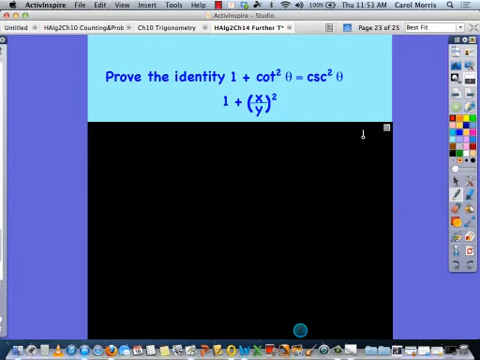 ActivInspire File Edit View Insert Tools Help 100% Thu 11:53 AM Carol Morris
ActivInspire - Studio
Untitled HAlg2Ch10 Counting&Prob Ch10 Trigonometry HAlg2Ch14 Further T* Page 23 of 25 Best Fit
Prove the identity 1 + cot² θ = csc² θ
1 + (x/y)²